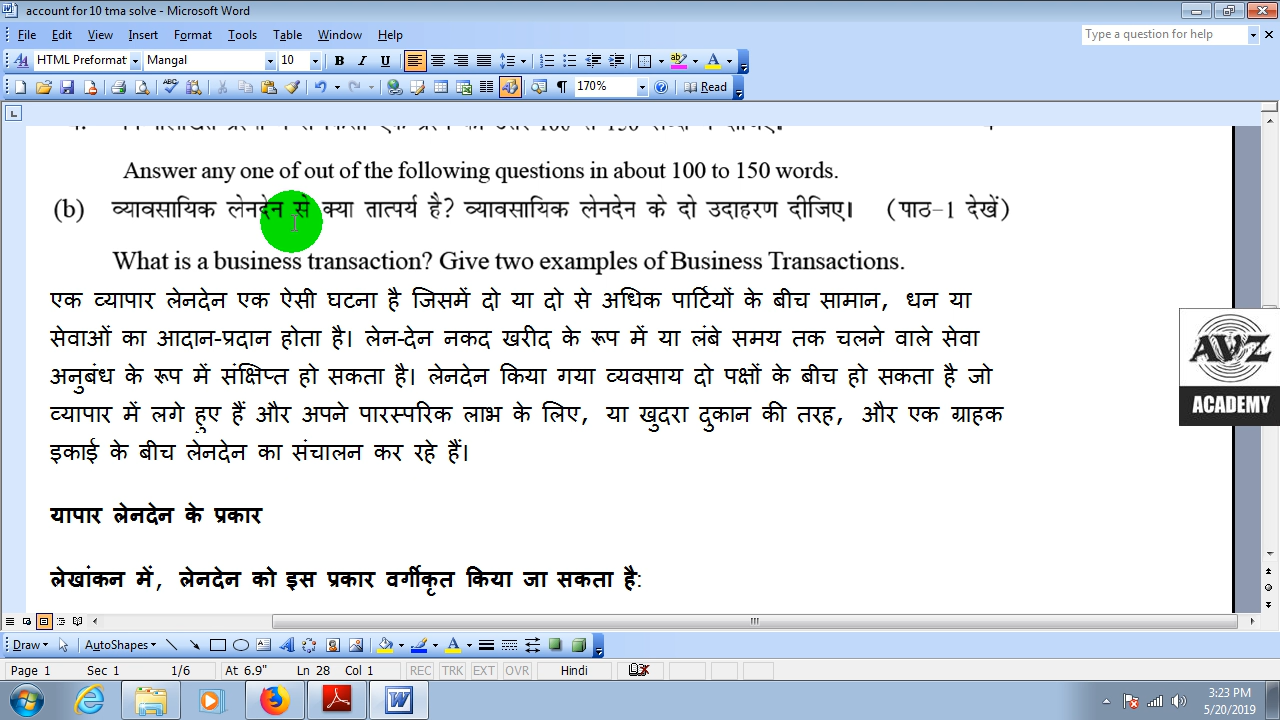 account for 10 tma solve - Microsoft Word
File Edit View Insert Format Tools Table Window Help
Type a question for help
HTML Preformat Mangal 10 B I U
170% Read
Answer any one of out of the following questions in about 100 to 150 words.
(b) व्यावसायिक लेनदेन से क्या तात्पर्य है? व्यावसायिक लेनदेन के दो उदाहरण दीजिए। (पाठ-1 देखें)
What is a business transaction? Give two examples of Business Transactions.
एक व्यापार लेनदेन एक ऐसी घटना है जिसमें दो या दो से अधिक पार्टियों के बीच सामान, धन या
सेवाओं का आदान-प्रदान होता है। लेन-देन नकद खरीद के रूप में या लंबे समय तक चलने वाले सेवा
अनुबंध के रूप में संक्षिप्त हो सकता है। लेनदेन किया गया व्यवसाय दो पक्षों के बीच हो सकता है जो
व्यापार में लगे हुए हैं और अपने पारस्परिक लाभ के लिए, या खुदरा दुकान की तरह, और एक ग्राहक
इकाई के बीच लेनदेन का संचालन कर रहे हैं।
AVZ
ACADEMY
यापार लेनदेन के प्रकार
लेखांकन में, लेनदेन को इस प्रकार वर्गीकृत किया जा सकता है:
Draw AutoShapes
Page 1 Sec 1 1/6 At 6.9" Ln 28 Col 1 REC TRK EXT OVR Hindi
3:23 PM
5/20/2019